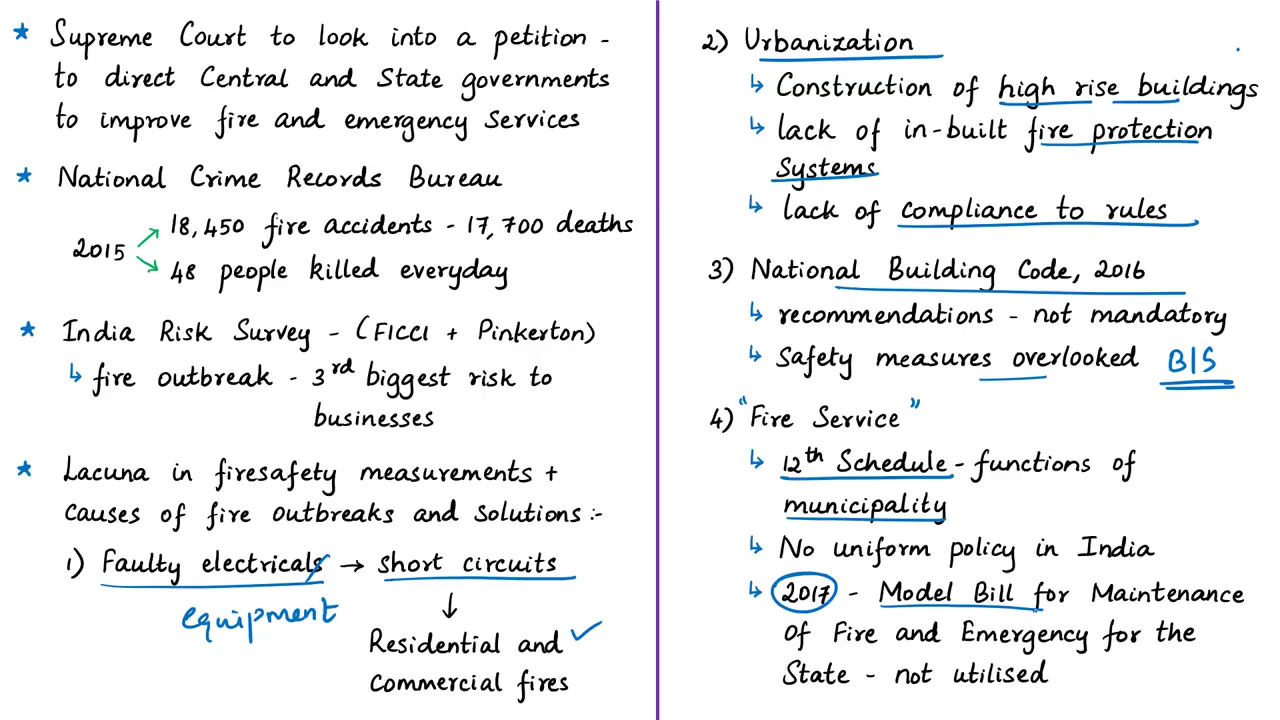 * Supreme Court to look into a petition -
to direct Central and State governments
to improve fire and emergency services
* National Crime Records Bureau
2015 → 18,450 fire accidents - 17,700 deaths
→ 48 people killed everyday
* India Risk Survey - (FICCI + Pinkerton)
↳ fire outbreak - 3rd biggest risk to
businesses
* Lacuna in firesafety measurements +
causes of fire outbreaks and solutions :-
1) Faulty electricals → short circuits
equipment
↓
Residential and ✓
commercial fires
2) Urbanization
↳ Construction of high rise buildings
↳ lack of in-built fire protection
Systems
↳ lack of compliance to rules
3) National Building Code, 2016
↳ recommendations - not mandatory
↳ Safety measures overlooked BIS
4) "Fire Service"
↳ 12th Schedule - functions of
municipality
↳ No uniform policy in India
↳ 2017 - Model Bill for Maintenance
of Fire and Emergency for the
State - not utilised